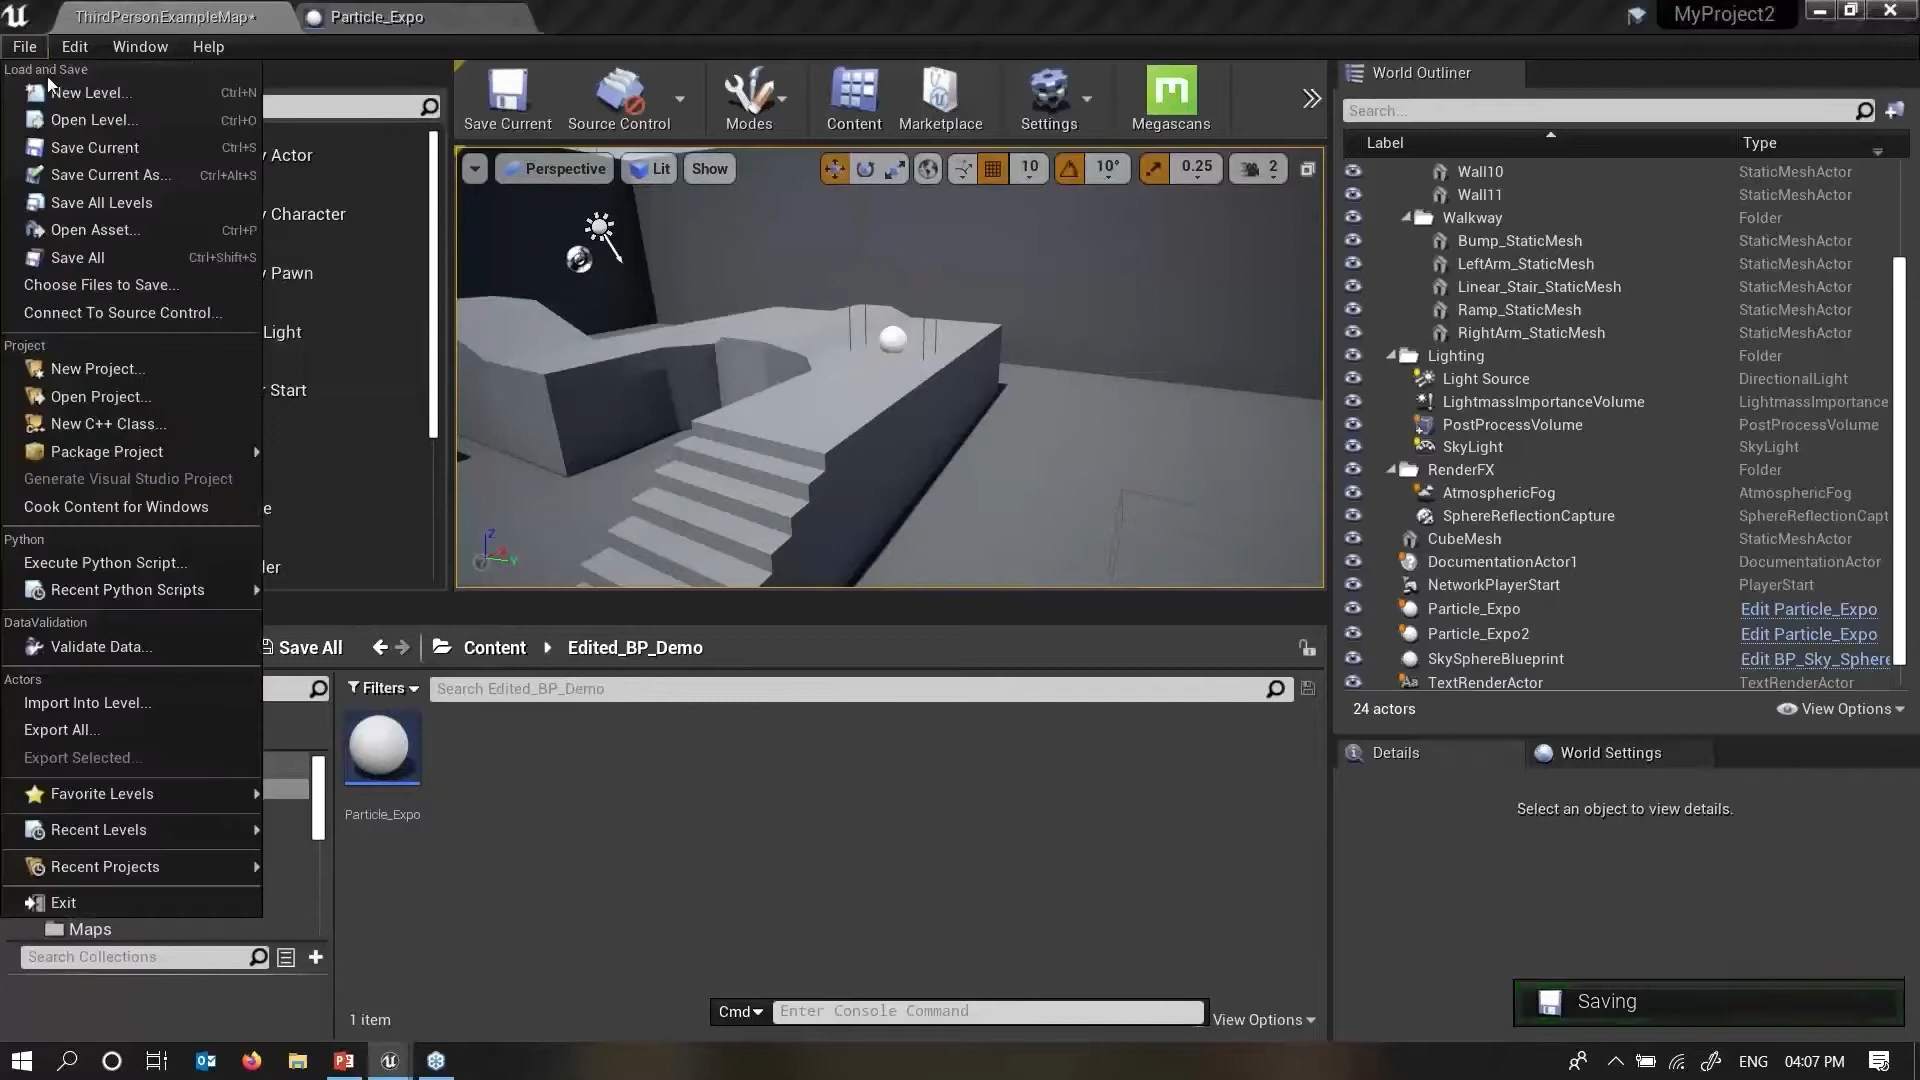 ThirdPersonExampleMap*
Particle_Expo
MyProject2
File Edit Window Help
Load and Save
New Level... Ctrl+N
Open Level... Ctrl+O
Save Current Ctrl+S
Save Current As... Ctrl+Alt+S
Save All Levels
Open Asset... Ctrl+P
Save All Ctrl+Shift+S
Choose Files to Save...
Connect To Source Control...
Project
New Project...
Open Project...
New C++ Class...
Package Project
Generate Visual Studio Project
Cook Content for Windows
Python
Execute Python Script...
Recent Python Scripts
DataValidation
Validate Data...
Actors
Import Into Level...
Export All...
Export Selected...
Favorite Levels
Recent Levels
Recent Projects
Exit
Maps
Search Collections
y Actor
y Character
y Pawn
Light
r Start
e
der
Save Current
Source Control
Modes
Content
Marketplace
Settings
Megascans
Perspective
Lit
Show
10
10°
0.25
2
Z
X
Y
Save All
Content
Edited_BP_Demo
Filters
Search Edited_BP_Demo
Particle_Expo
1 item
Cmd
Enter Console Command
View Options
World Outliner
Search...
Label Type
Wall10 StaticMeshActor
Wall11 StaticMeshActor
Walkway Folder
Bump_StaticMesh StaticMeshActor
LeftArm_StaticMesh StaticMeshActor
Linear_Stair_StaticMesh StaticMeshActor
Ramp_StaticMesh StaticMeshActor
RightArm_StaticMesh StaticMeshActor
Lighting Folder
Light Source DirectionalLight
LightmassImportanceVolume LightmassImportance
PostProcessVolume PostProcessVolume
SkyLight SkyLight
RenderFX Folder
AtmosphericFog AtmosphericFog
SphereReflectionCapture SphereReflectionCapt
CubeMesh StaticMeshActor
DocumentationActor1 DocumentationActor
NetworkPlayerStart PlayerStart
Particle_Expo Edit Particle_Expo
Particle_Expo2 Edit Particle_Expo
SkySphereBlueprint Edit BP_Sky_Sphere
TextRenderActor TextRenderActor
24 actors
View Options
Details
World Settings
Select an object to view details.
Saving
ENG 04:07 PM